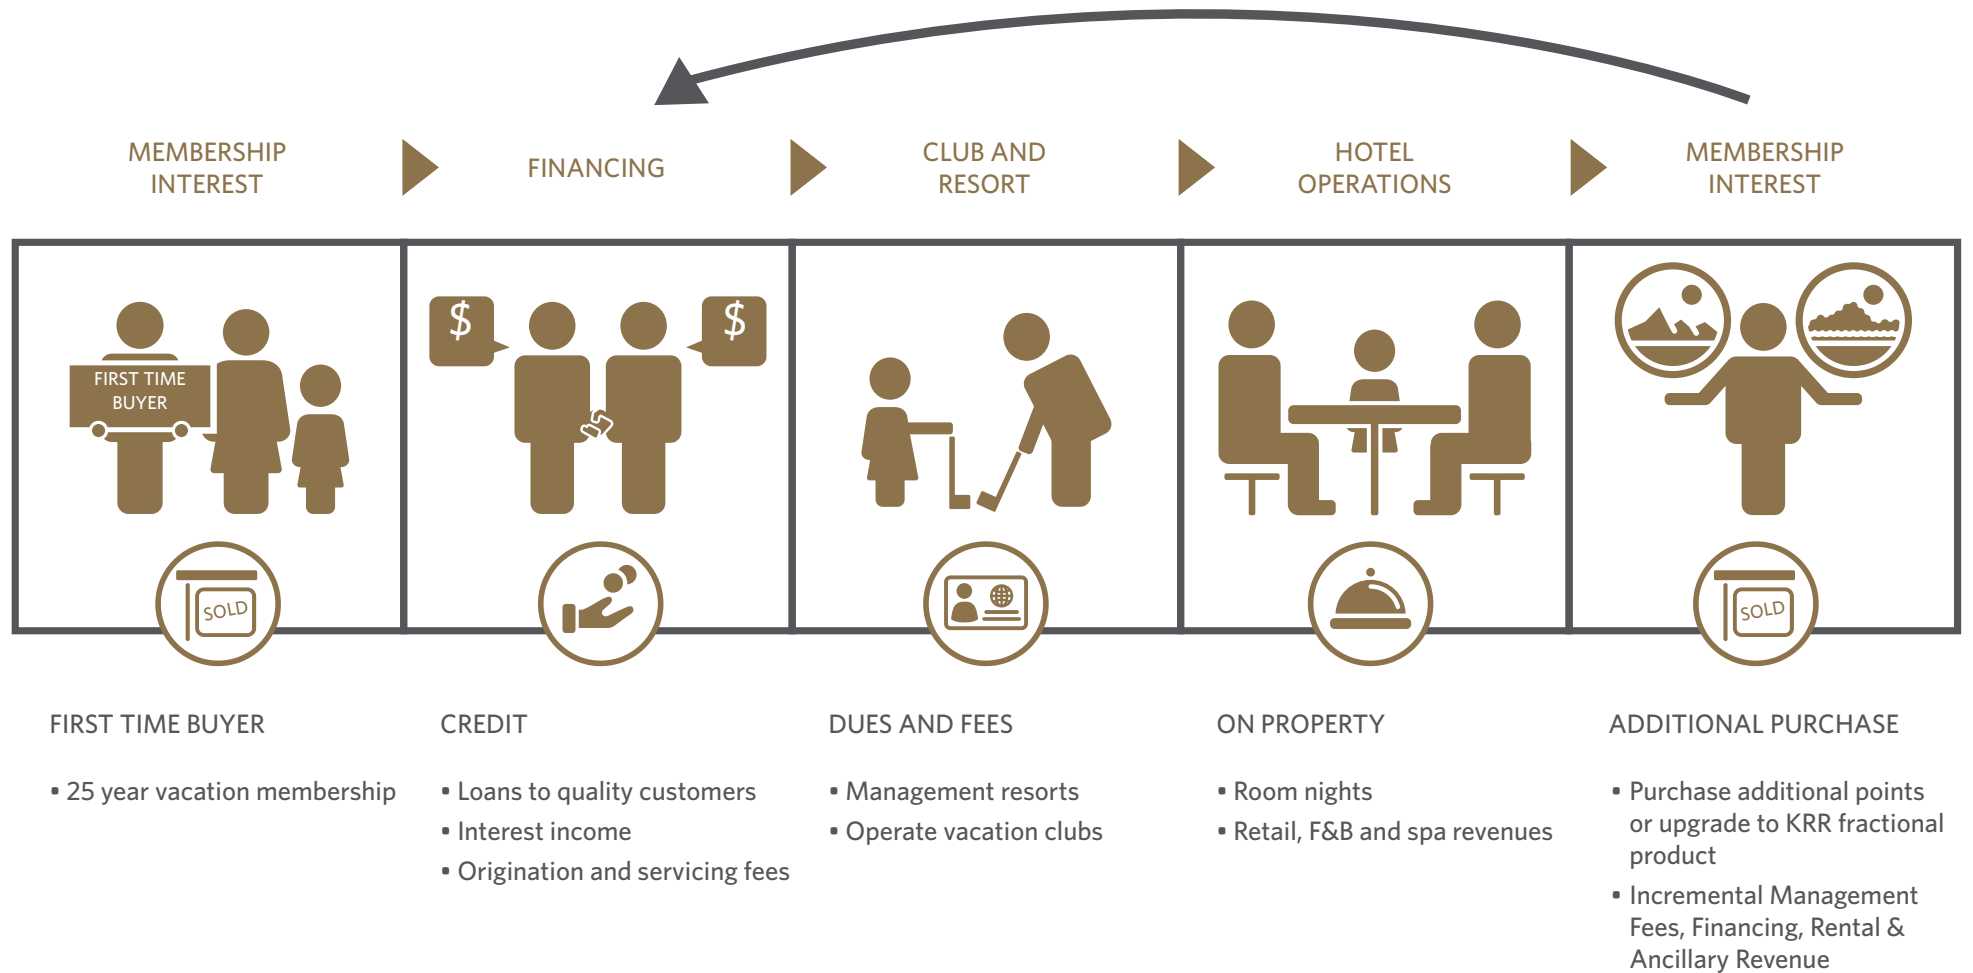 MEMBERSHIP
INTEREST
FINANCING
CLUB AND
RESORT
HOTEL
OPERATIONS
MEMBERSHIP
INTEREST
FIRST TIME
BUYER
$
$
SOLD
SOLD
FIRST TIME BUYER
▪ 25 year vacation membership
CREDIT
▪ Loans to quality customers
▪ Interest income
▪ Origination and servicing fees
DUES AND FEES
▪ Management resorts
▪ Operate vacation clubs
ON PROPERTY
▪ Room nights
▪ Retail, F&B and spa revenues
ADDITIONAL PURCHASE
▪ Purchase additional points
or upgrade to KRR fractional
product
▪ Incremental Management
Fees, Financing, Rental &
Ancillary Revenue